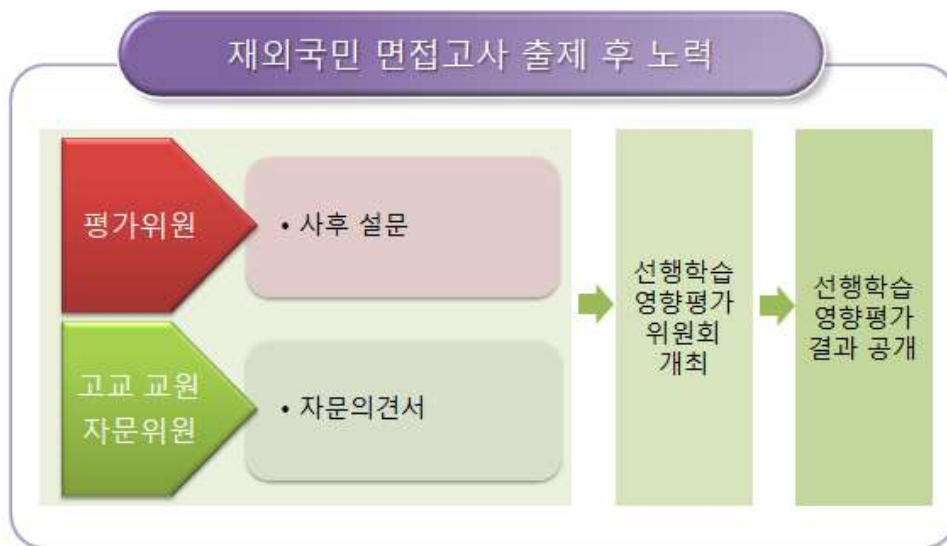 재외국민 면접고사 출제 후 노력
평가위원
• 사후 설문
고교 교원
자문위원
• 자문의견서
선행학습
영향평가
위원회
개최
선행학습
영향평가
결과 공개